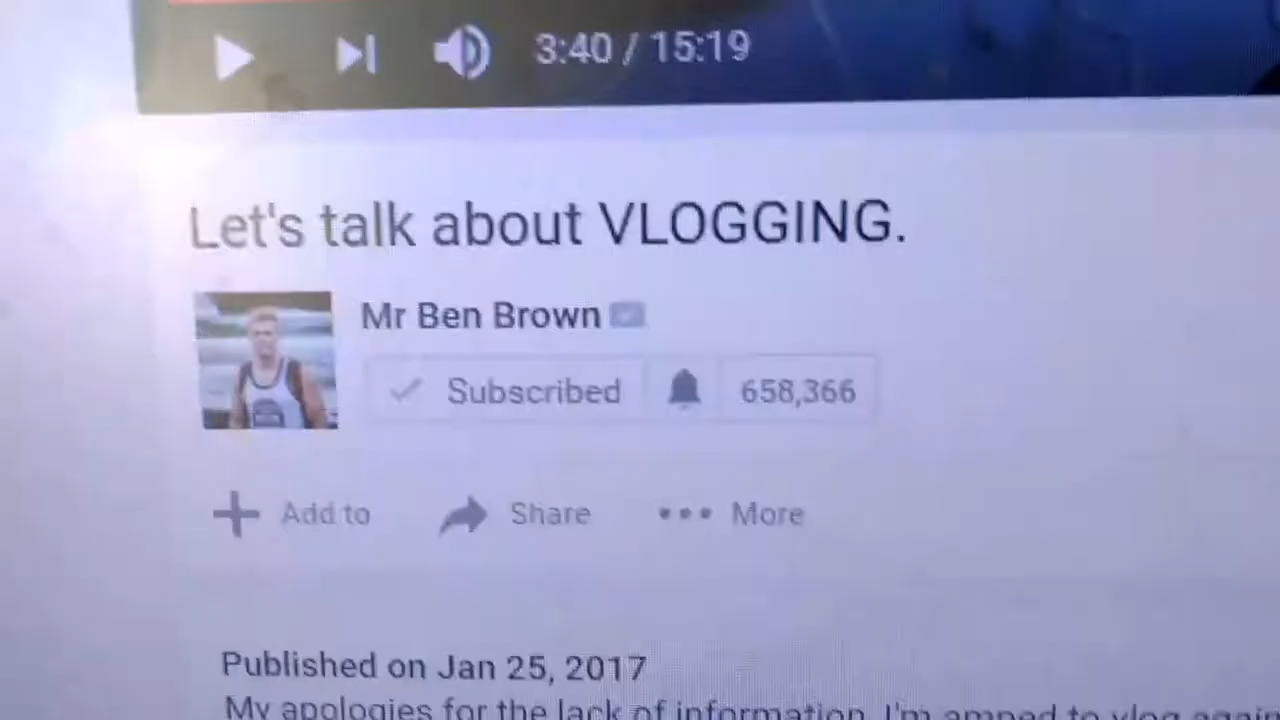 3:40 / 15:19
Let's talk about VLOGGING.
Mr Ben Brown
Subscribed
658,366
Add to
Share
More
Published on Jan 25, 2017
My apologies for the lack of information, I'm amped to vlog again